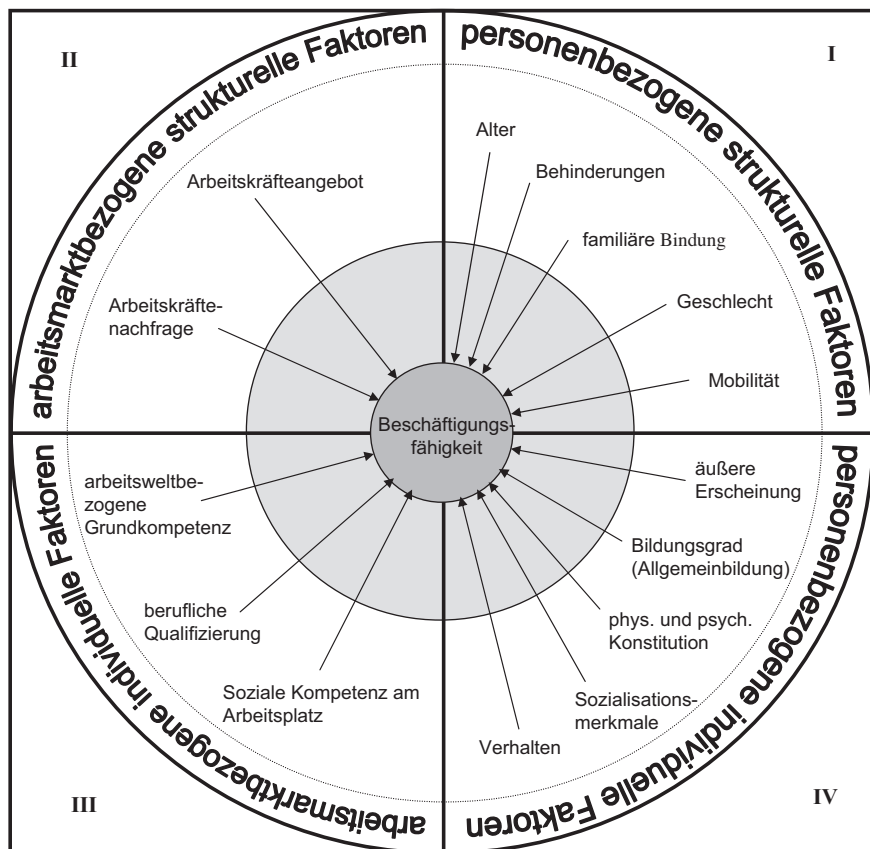 II
arbeitsmarktbezogene strukturelle Faktoren
Arbeitskräfteangebot
Arbeitskräfte-
nachfrage
I
personenbezogene strukturelle Faktoren
Alter
Behinderungen
familiäre Bindung
Geschlecht
Mobilität
Beschäftigungs-
fähigkeit
III
arbeitsmarktbezogene individuelle Faktoren
arbeitsweltbe-
zogene
Grundkompetenz
berufliche
Qualifizierung
Soziale Kompetenz am
Arbeitsplatz
IV
personenbezogene individuelle Faktoren
äußere
Erscheinung
Bildungsgrad
(Allgemeinbildung)
phys. und psych.
Konstitution
Sozialisations-
merkmale
Verhalten